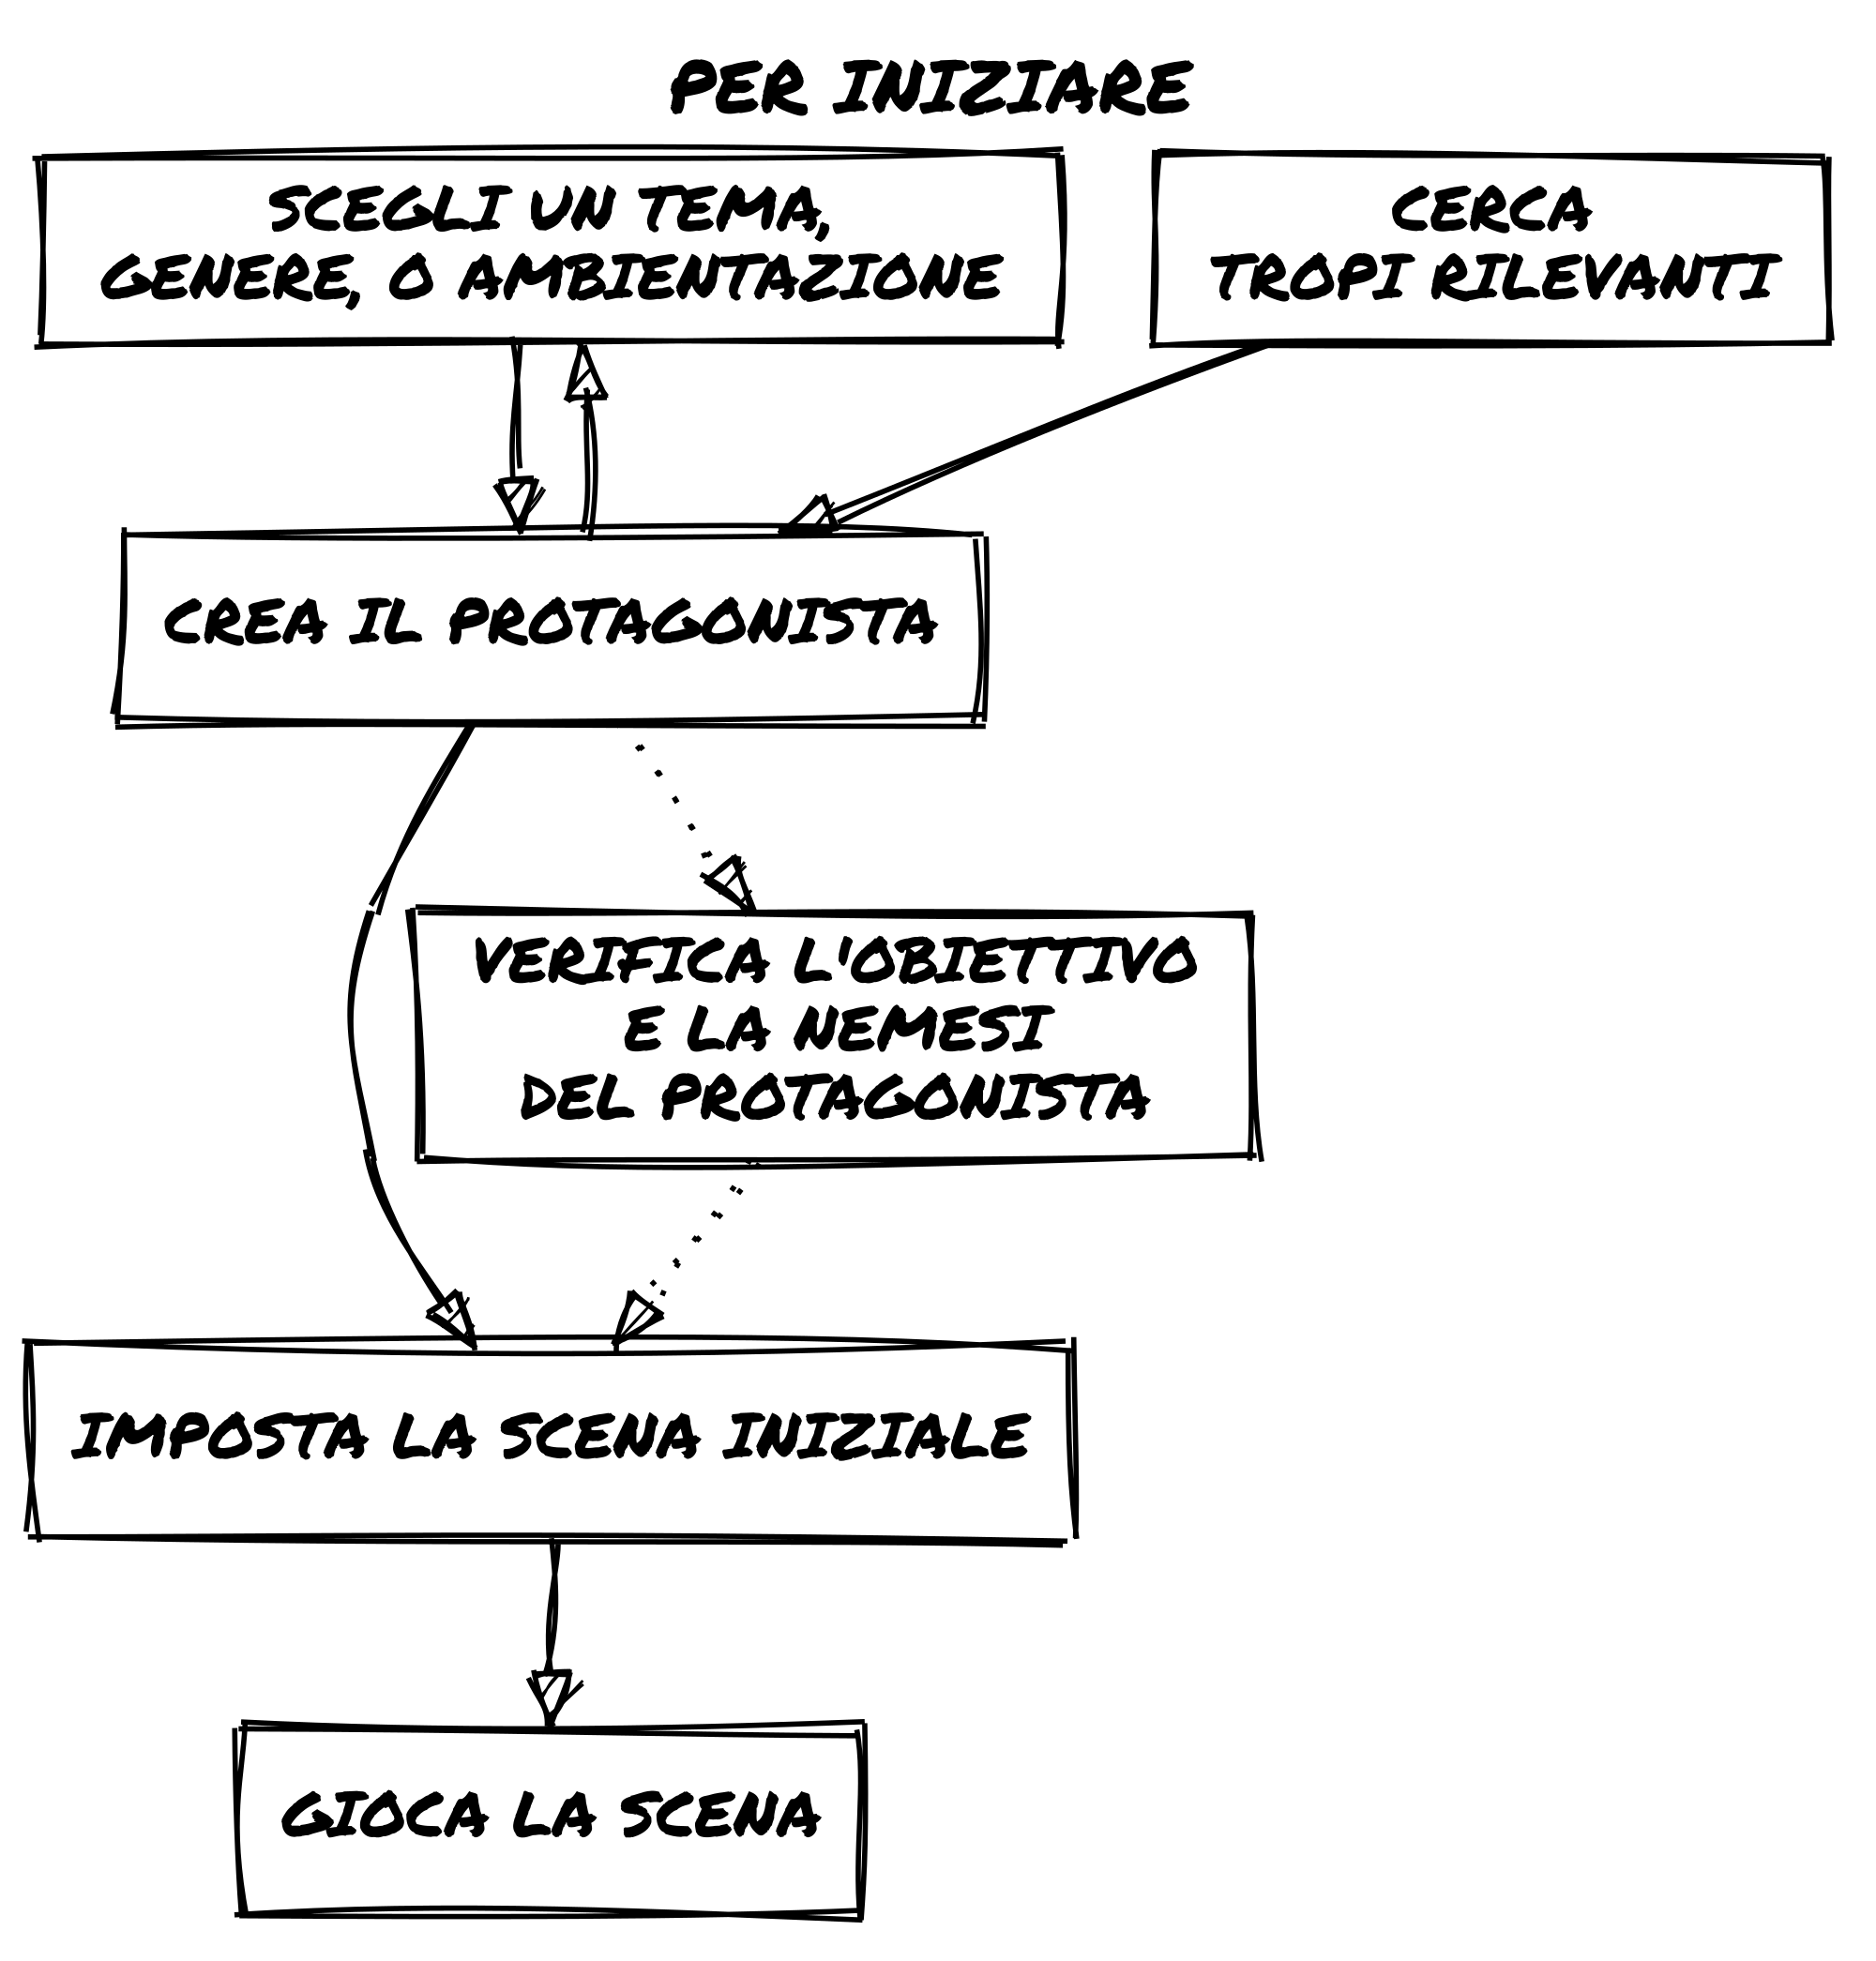 PER INIZIARE
SCEGLI UN TEMA,
GENERE, O AMBIENTAZIONE
CERCA
TROPI RILEVANTI
CREA IL PROTAGONISTA
VERIFICA L'OBIETTIVO
E LA NEMESI
DEL PROTAGONISTA
IMPOSTA LA SCENA INIZIALE
GIOCA LA SCENA